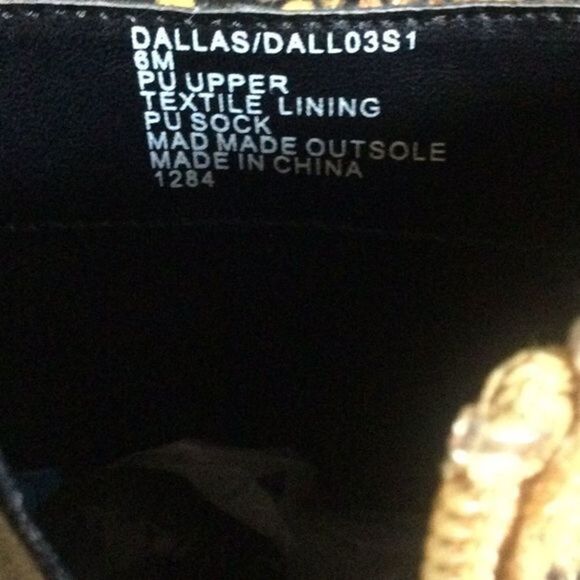 DALLAS/DALL03S1
6M
PU UPPER
TEXTILE LINING
PU SOCK
MAD MADE OUTSOLE
MADE IN CHINA
1284